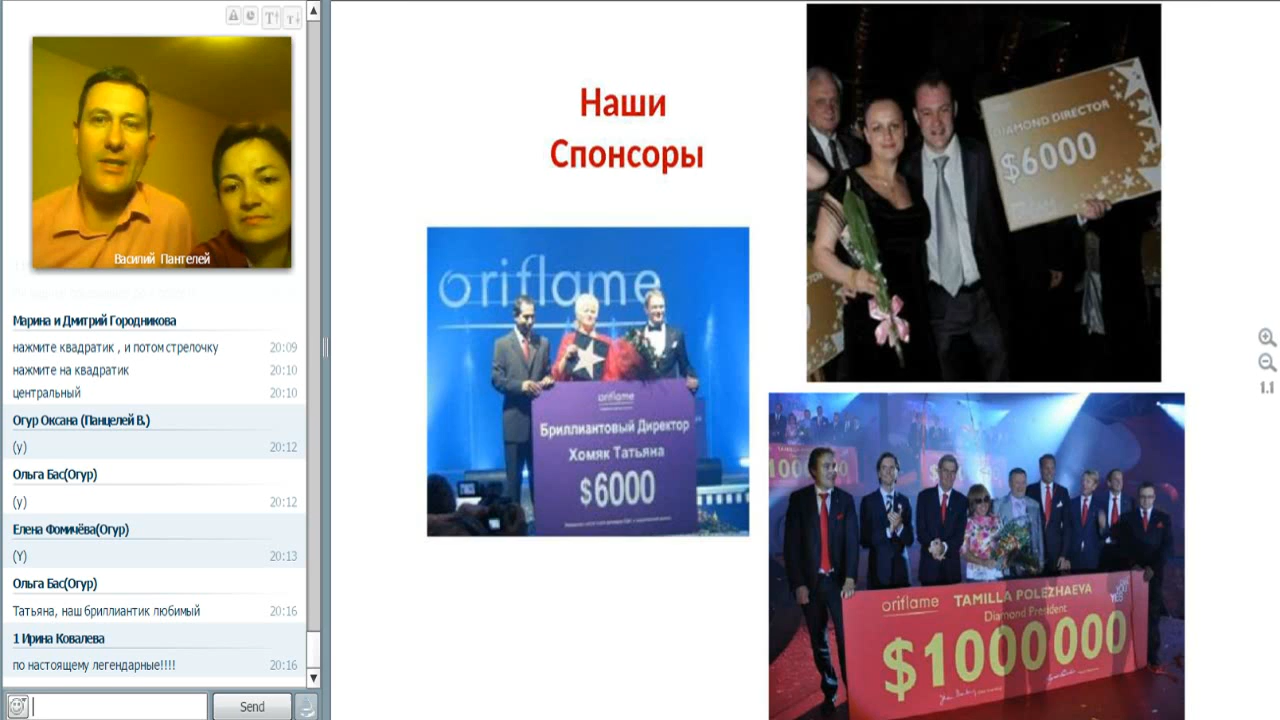 Василий Пантелей
Марина и Дмитрий Городникова
нажмите квадратик , и потом стрелочку 20:09
нажмите на квадратик 20:10
центральный 20:10
Огур Оксана (Панцелей В.)
(y) 20:12
Ольга Бас(Огур)
(y) 20:12
Елена Фомичёва(Огур)
(Y) 20:13
Ольга Бас(Огур)
Татьяна, наш бриллиантик любимый 20:16
1 Ирина Ковалева
по настоящему легендарные!!!! 20:16
Send
Наши
Спонсоры
oriflame
oriflame
Бриллиантовый Директор
Хомяк Татьяна
$6000
DIAMOND DIRECTOR
$6000
oriflame TAMILLA POLEZHAEVA
Diamond President
$1000000
YES
1.1